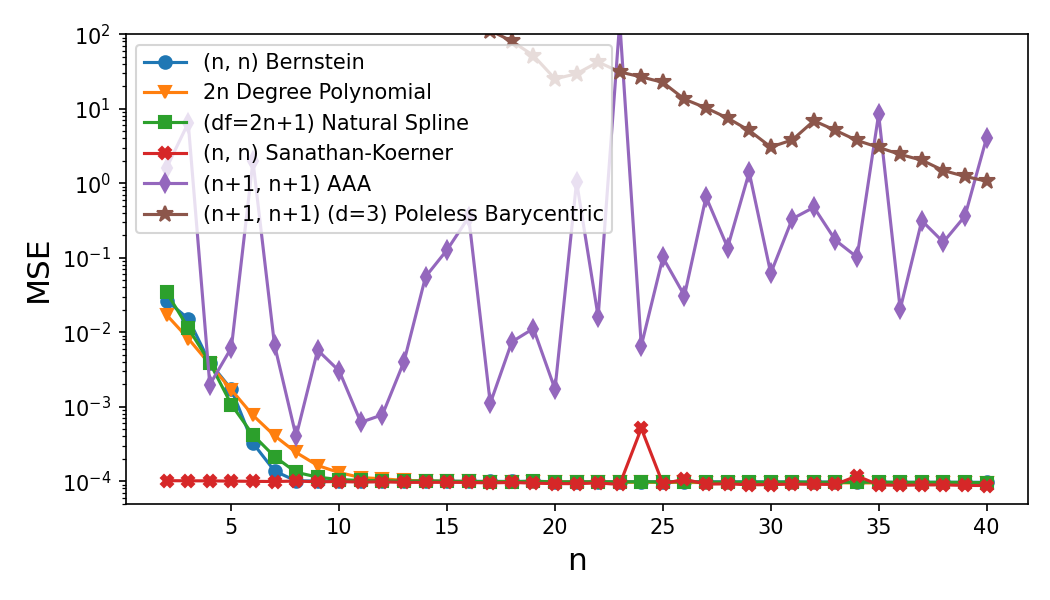 10²
10¹
10⁰
10⁻¹
10⁻²
10⁻³
10⁻⁴
MSE
(n, n) Bernstein
2n Degree Polynomial
(df=2n+1) Natural Spline
(n, n) Sanathan-Koerner
(n+1, n+1) AAA
(n+1, n+1) (d=3) Poleless Barycentric
5 10 15 20 25 30 35 40
n